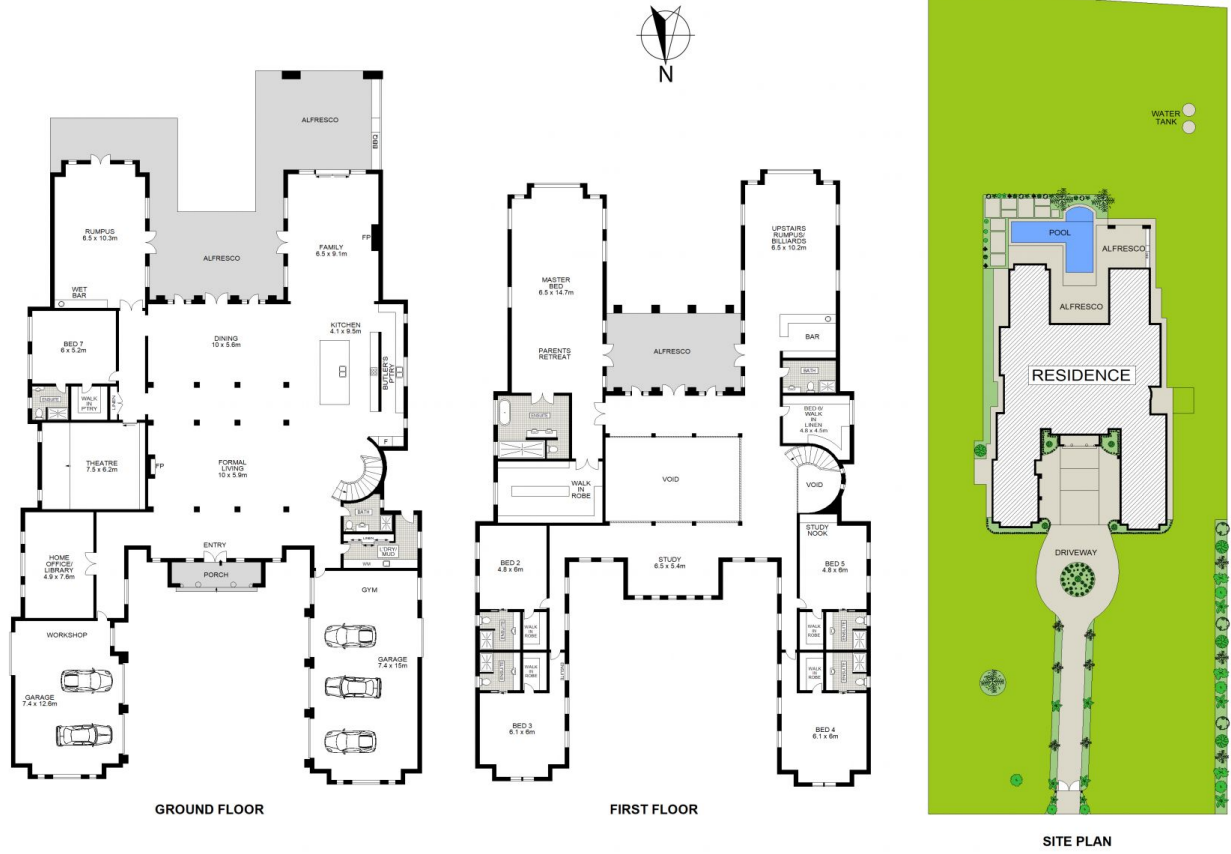 N
ALFRESCO
BBQ
RUMPUS
6.5 x 10.3m
FP
FAMILY
6.5 x 9.1m
ALFRESCO
WET
BAR
BED 7
6 x 5.2m
DINING
10 x 5.6m
KITCHEN
4.1 x 9.5m
BUTLER'S
PTRY
ENSUITE
WALK
IN
PTRY
LINEN
F
THEATRE
7.5 x 6.2m
FP
FORMAL
LIVING
10 x 5.9m
BATH
HOME
OFFICE/
LIBRARY
4.9 x 7.6m
ENTRY
LINEN
L'DRY/
MUD
WM
PORCH
GYM
WORKSHOP
GARAGE
7.4 x 15m
GARAGE
7.4 x 12.6m
GROUND FLOOR
UPSTAIRS
RUMPUS/
BILLIARDS
6.5 x 10.2m
MASTER
BED
6.5 x 14.7m
BAR
PARENTS
RETREAT
ALFRESCO
BATH
ENSUITE
BED 6/
WALK
IN
LINEN
4.8 x 4.5m
WALK
IN
ROBE
VOID
VOID
STUDY
NOOK
BED 2
4.8 x 6m
STUDY
6.5 x 5.4m
BED 5
4.8 x 6m
ENSUITE
WALK
IN
ROBE
WALK
IN
ROBE
ENSUITE
ENSUITE
WALK
IN
ROBE
WALK
IN
ROBE
ENSUITE
BED 3
6.1 x 6m
BED 4
6.1 x 6m
FIRST FLOOR
WATER
TANK
POOL
ALFRESCO
ALFRESCO
RESIDENCE
DRIVEWAY
SITE PLAN